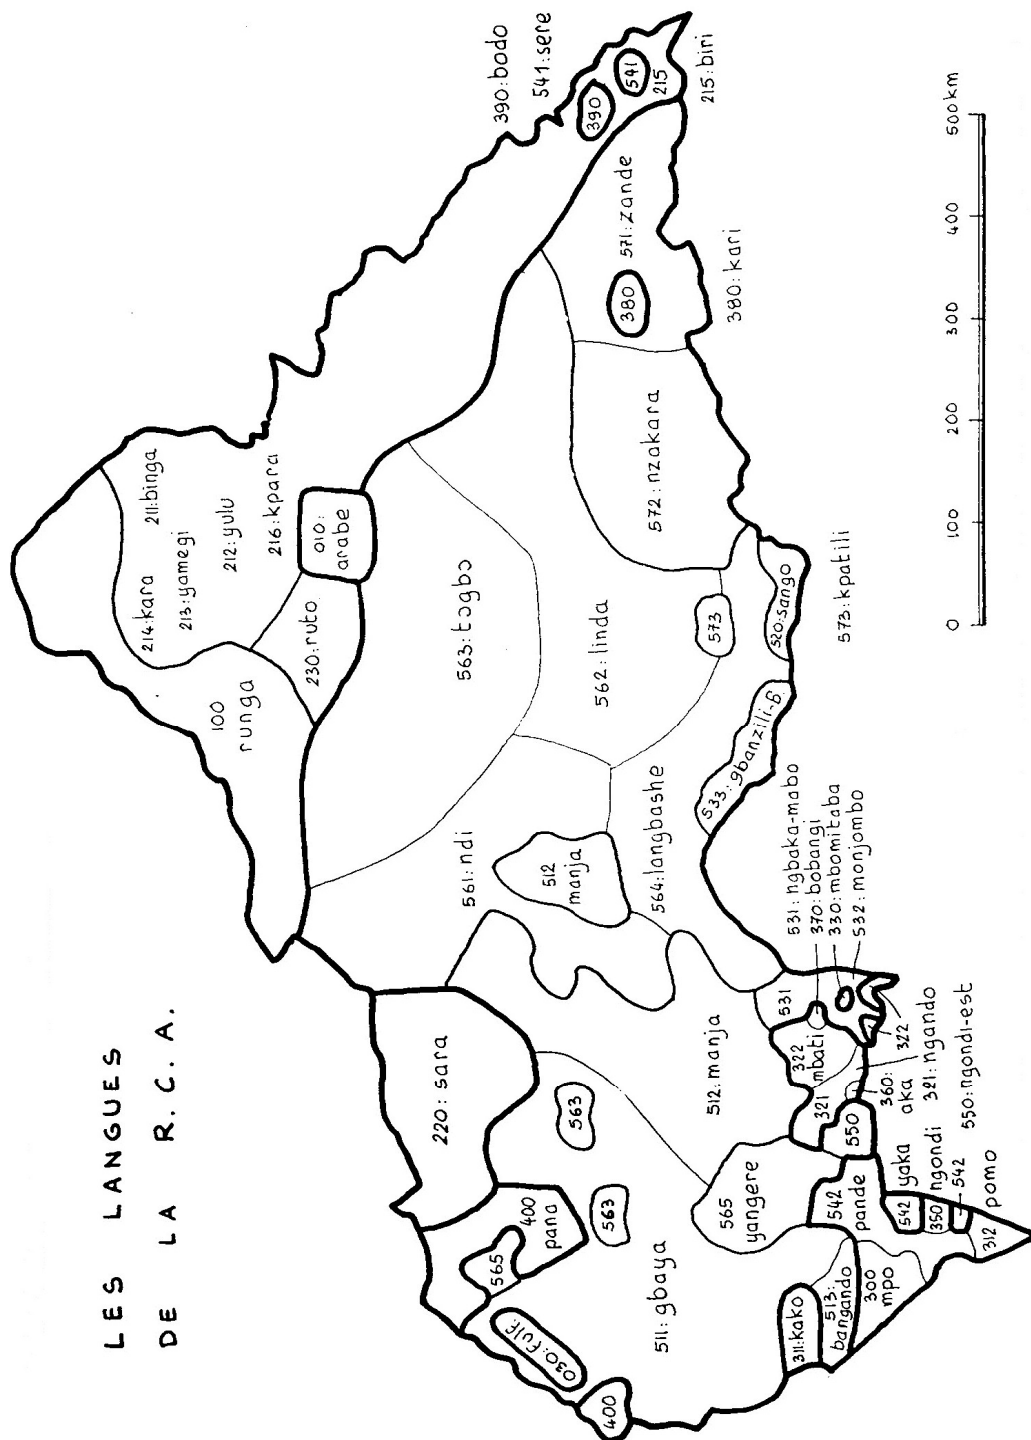 LES LANGUES
DE LA R. C. A.
390: bodo
541: sere
390
541
215
215: biri
571: zande
380
380: kari
572: nzakara
211: binga
214: kara
213: yamegi
212: yulu
216: kpara
010:
arabe
230: ruto
100
runga
563: tɔgbɔ
562: linda
573
520: sango
573: kpatili
533: gbanzili-б.
561: ndi
512
manja
564: langbashe
531: ngbaka-mabo
370: bobangi
330: mbomitaba
532: monjombo
531
322
mbati
322
220: sara
512: manja
321
550
360:
aka
321: ngando
550: ngondi-est
563
563
400
pana
565
565
yangere
511: gbaya
542
pande
542
yaka
350
ngondi
542
312
pomo
030: fulf.
400
311: kako
513:
bangando
300
mpo
0 100 200 300 400 500 km